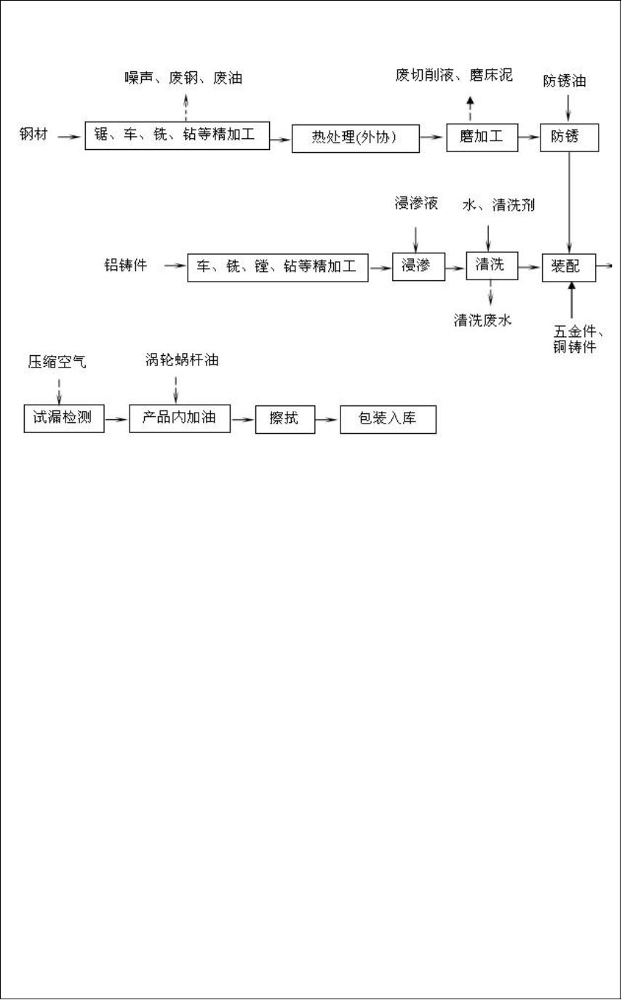 噪声、废钢、废油
废切削液、磨床泥
防锈油
钢材
锯、车、铣、钻等精加工
热处理(外协）
磨加工
防锈
浸渗液
水、清洗剂
铝铸件
车、铣、镗、钻等精加工
浸渗
清洗
装配
清洗废水
五金件、
铜铸件
压缩空气
涡轮蜗杆油
试漏检测
产品内加油
擦拭
包装入库